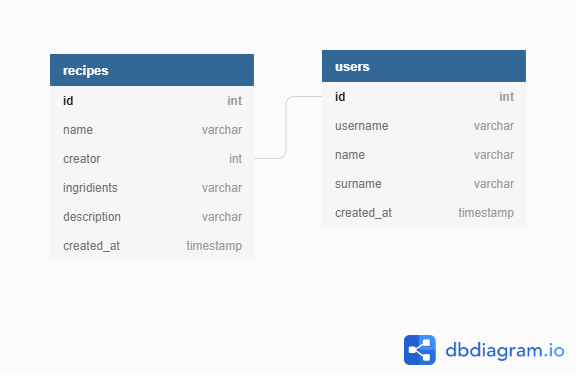 recipes
id int
name varchar
creator int
ingridients varchar
description varchar
created_at timestamp
users
id int
username varchar
name varchar
surname varchar
created_at timestamp
dbdiagram.io